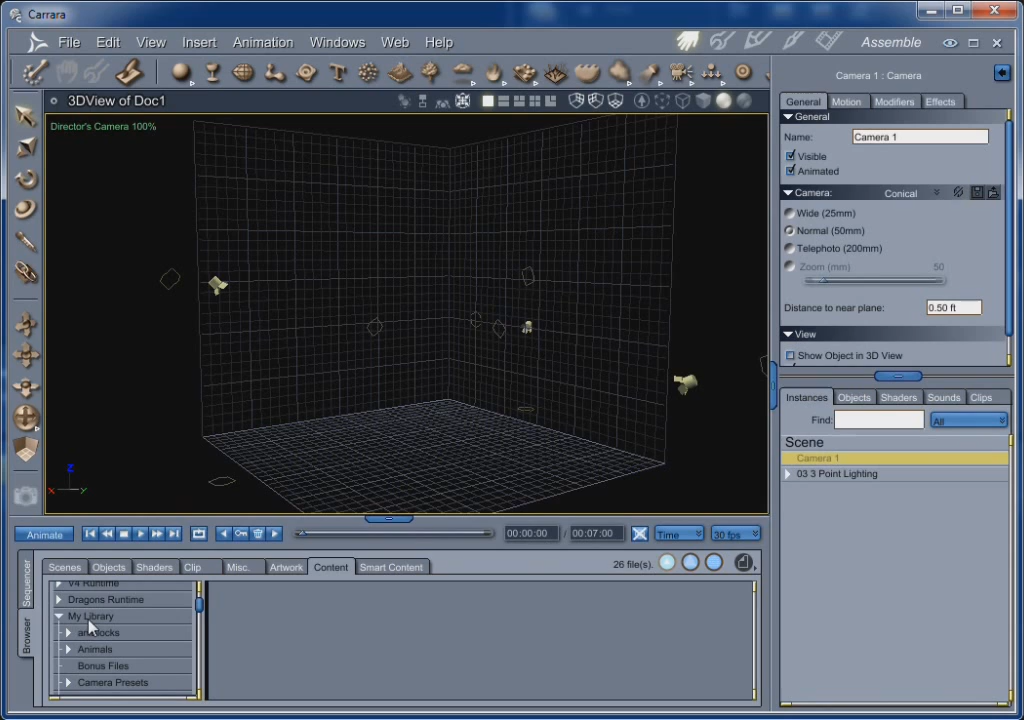 Carrara
File Edit View Insert Animation Windows Web Help Assemble
3DView of Doc1
Director's Camera 100%
Z
X
Y
Camera 1 : Camera
General Motion Modifiers Effects
General
Name: Camera 1
Visible
Animated
Camera: Conical
Wide (25mm)
Normal (50mm)
Telephoto (200mm)
Zoom (mm) 50
Distance to near plane: 0.50 ft
View
Show Object in 3D View
Instances Objects Shaders Sounds Clips
Find: All
Scene
Camera 1
03 3 Point Lighting
Animate 00:00:00 / 00:07:00 Time 30 fps
Sequencer
Browser
Scenes Objects Shaders Clip Misc. Artwork Content Smart Content 26 file(s).
V4 Runtime
Dragons Runtime
My Library
Animals
Bonus Files
Camera Presets